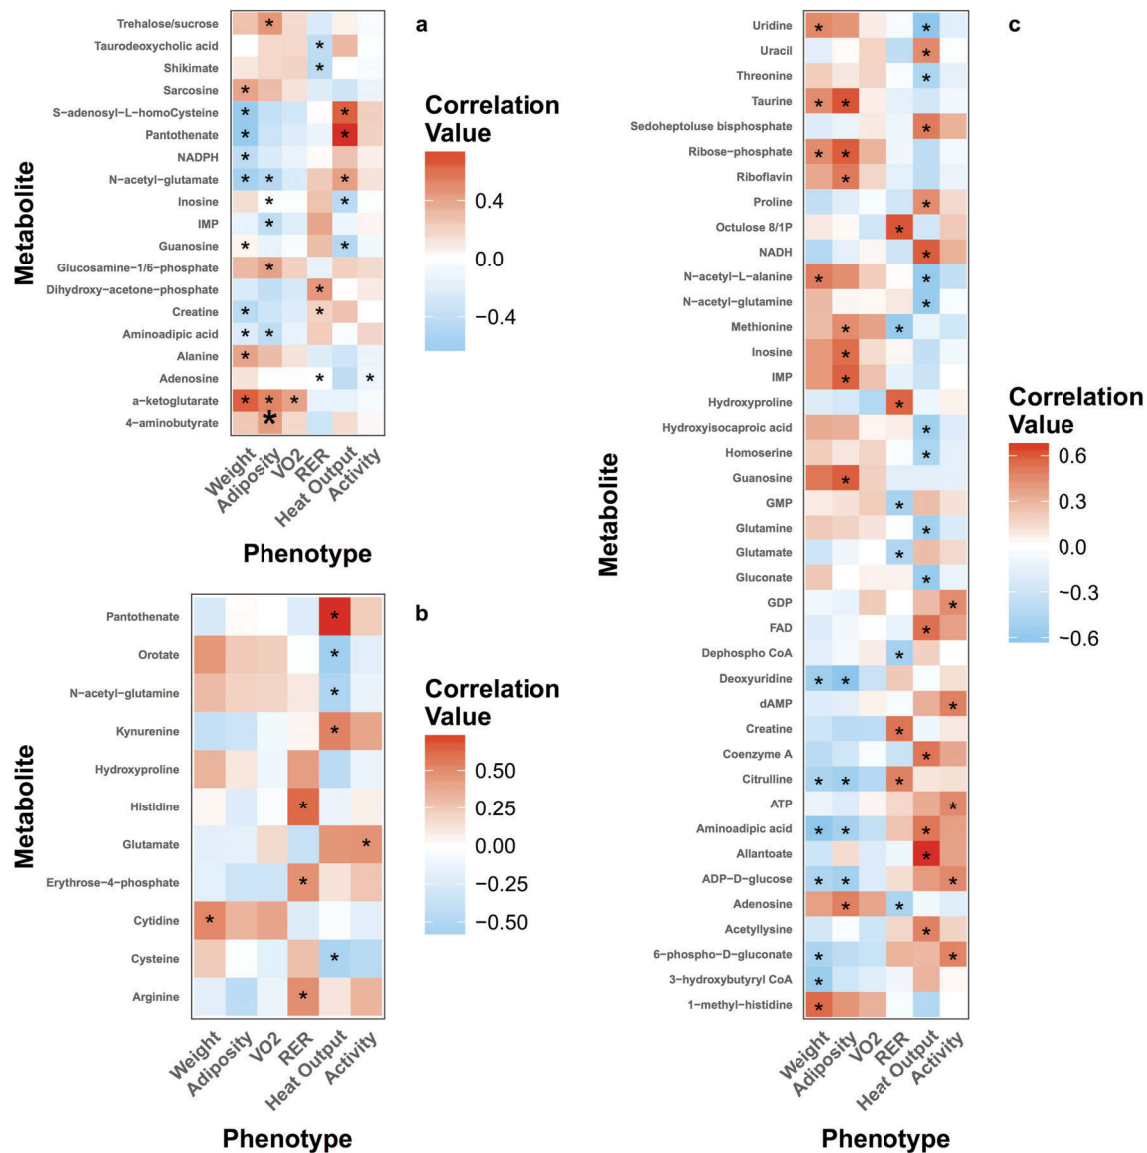 a
Trehalose/sucrose
Taurodeoxycholic acid
Shikimate
Sarcosine
S-adenosyl-L-homoCysteine
Pantothenate
NADPH
N-acetyl-glutamate
Inosine
IMP
Guanosine
Glucosamine-1/6-phosphate
Dihydroxy-acetone-phosphate
Creatine
Aminoadipic acid
Alanine
Adenosine
a-ketoglutarate
4-aminobutyrate
Metabolite
Weight
Adiposity
VO2
RER
Heat Output
Activity
Phenotype
Correlation
Value
0.4
0.0
−0.4
b
Pantothenate
Orotate
N-acetyl-glutamine
Kynurenine
Hydroxyproline
Histidine
Glutamate
Erythrose-4-phosphate
Cytidine
Cysteine
Arginine
Metabolite
Weight
Adiposity
VO2
RER
Heat Output
Activity
Phenotype
Correlation
Value
0.50
0.25
0.00
−0.25
−0.50
c
Uridine
Uracil
Threonine
Taurine
Sedoheptoluse bisphosphate
Ribose-phosphate
Riboflavin
Proline
Octulose 8/1P
NADH
N-acetyl-L-alanine
N-acetyl-glutamine
Methionine
Inosine
IMP
Hydroxyproline
Hydroxyisocaproic acid
Homoserine
Guanosine
GMP
Glutamine
Glutamate
Gluconate
GDP
FAD
Dephospho CoA
Deoxyuridine
dAMP
Creatine
Coenzyme A
Citrulline
ATP
Aminoadipic acid
Allantoate
ADP-D-glucose
Adenosine
Acetyllysine
6-phospho-D-gluconate
3-hydroxybutyryl CoA
1-methyl-histidine
Metabolite
Weight
Adiposity
VO2
RER
Heat Output
Activity
Phenotype
Correlation
Value
0.6
0.3
0.0
−0.3
−0.6